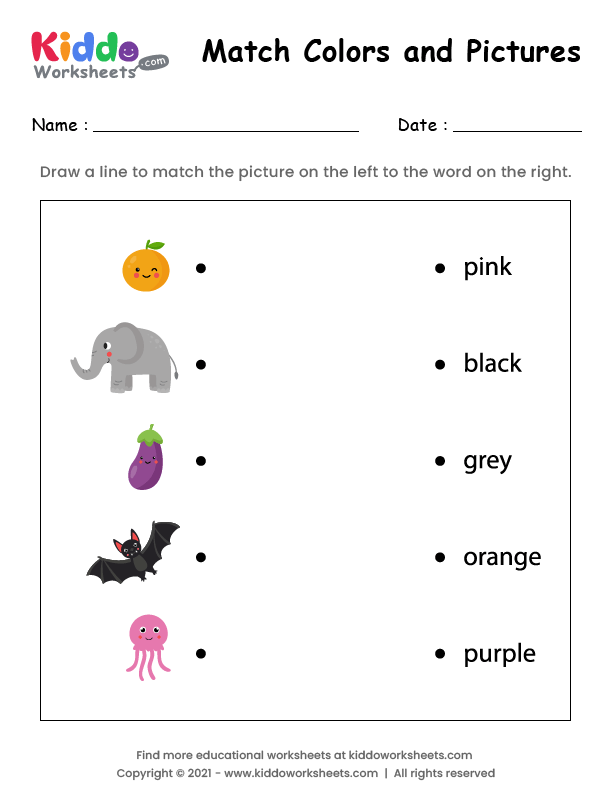 Kiddo
Worksheets.com
Match Colors and Pictures
Name : Date :
Draw a line to match the picture on the left to the word on the right.
pink
black
grey
orange
purple
Find more educational worksheets at kiddoworksheets.com
Copyright © 2021 - www.kiddoworksheets.com | All rights reserved